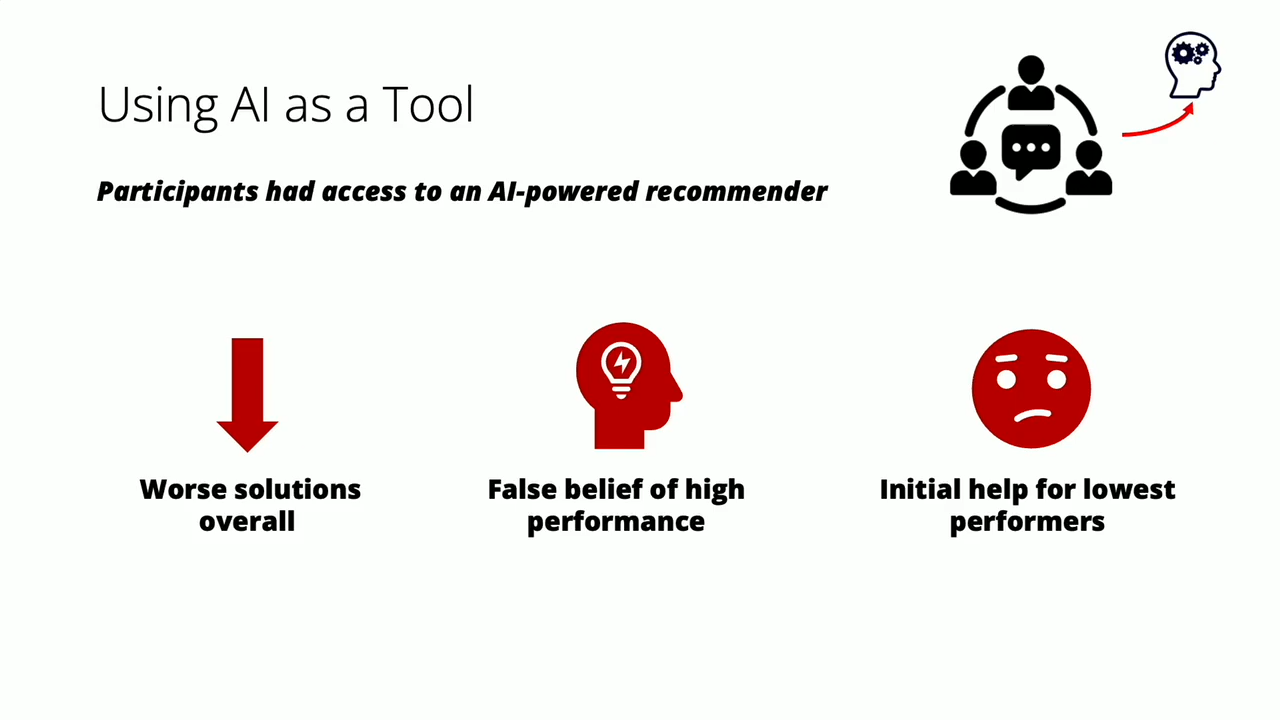 Using AI as a Tool
Participants had access to an AI-powered recommender
Worse solutions
overall
False belief of high
performance
Initial help for lowest
performers